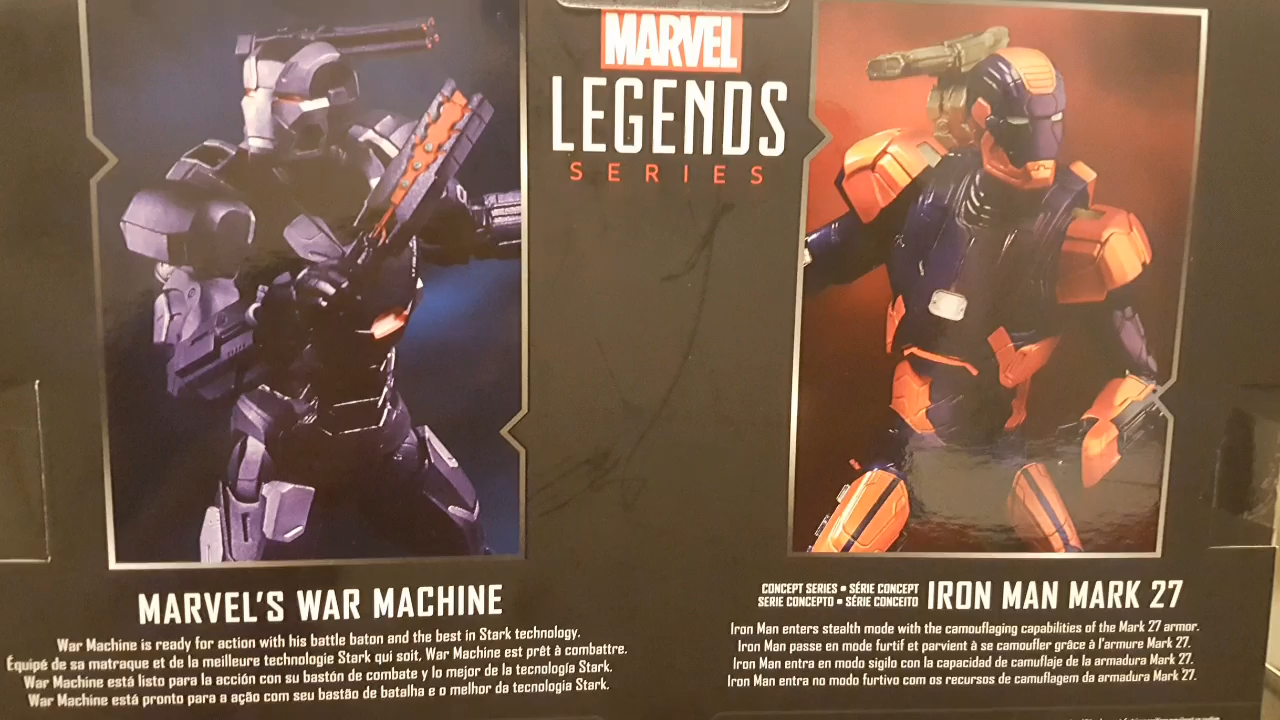 MARVEL
LEGENDS
SERIES
MARVEL'S WAR MACHINE
War Machine is ready for action with his battle baton and the best in Stark technology.
Équipé de sa matraque et de la meilleure technologie Stark qui soit, War Machine est prêt à combattre.
War Machine está listo para la acción con su bastón de combate y lo mejor de la tecnología Stark.
War Machine está pronto para a ação com seu bastão de batalha e o melhor da tecnologia Stark.
CONCEPT SERIES ▪ SÉRIE CONCEPT
SERIE CONCEPTO ▪ SÉRIE CONCEITO
IRON MAN MARK 27
Iron Man enters stealth mode with the camouflaging capabilities of the Mark 27 armor.
Iron Man passe en mode furtif et parvient à se camoufler grâce à l'armure Mark 27.
Iron Man entra en modo sigilo con la capacidad de camuflaje de la armadura Mark 27.
Iron Man entra no modo furtivo com os recursos de camuflagem da armadura Mark 27.